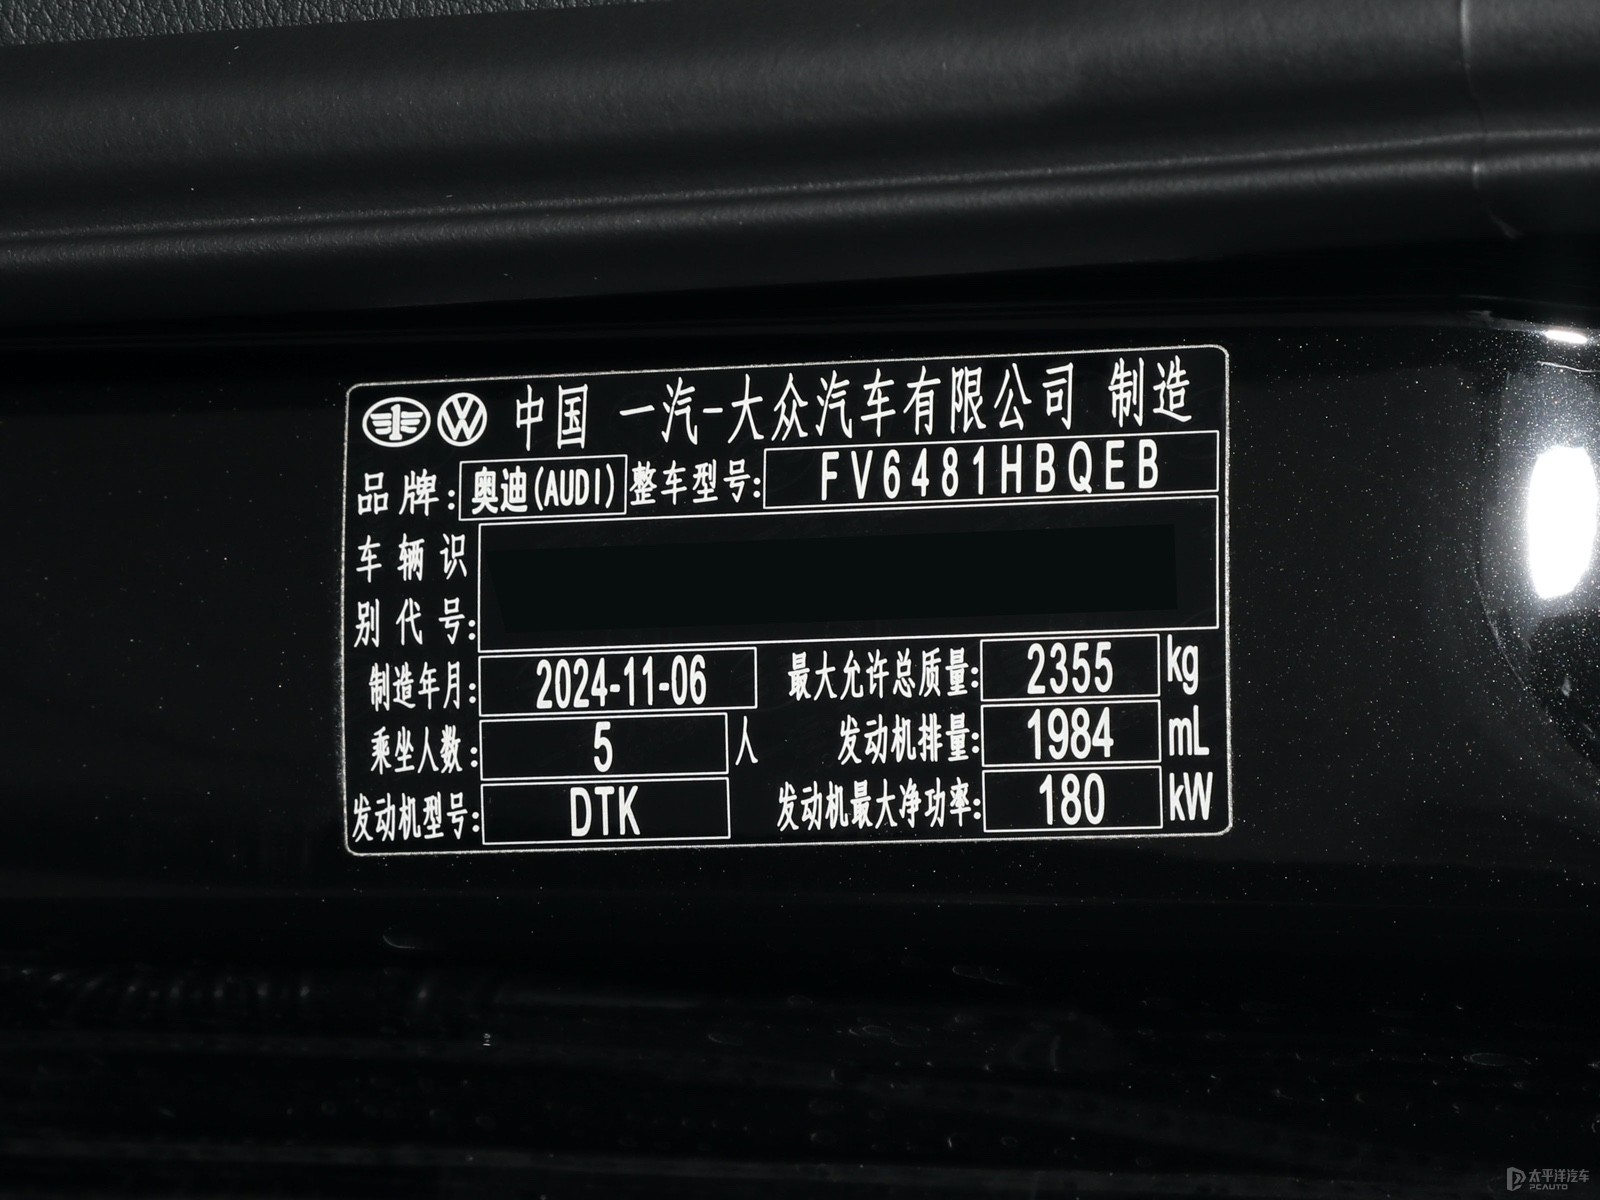 中国 一汽-大众汽车有限公司 制造
品牌: 奥迪(AUDI) 整车型号: FV6481HBQEB
车辆识
别代号:
制造年月: 2024-11-06 最大允许总质量: 2355 kg
乘坐人数: 5 人 发动机排量: 1984 mL
发动机型号: DTK 发动机最大净功率: 180 kW
太平洋汽车
PCAUTO